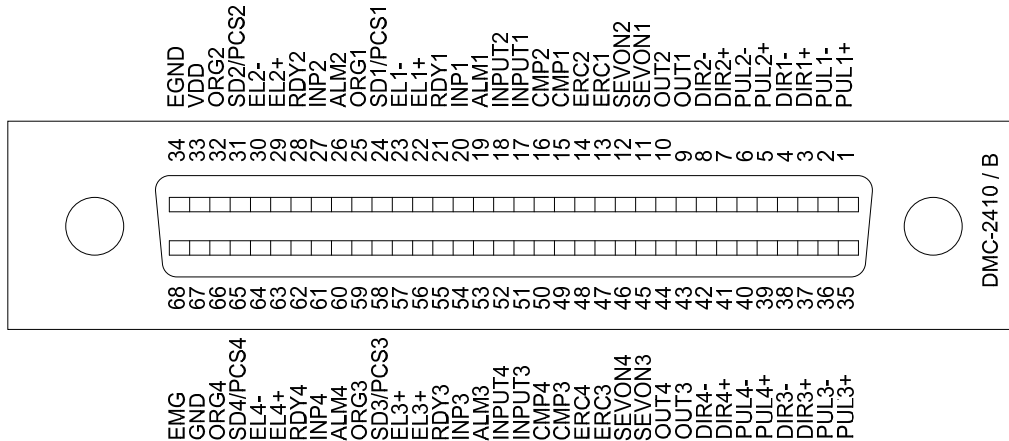 EGND
VDD
ORG2
SD2/PCS2
EL2-
EL2+
RDY2
INP2
ALM2
ORG1
SD1/PCS1
EL1-
EL1+
RDY1
INP1
ALM1
INPUT2
INPUT1
CMP2
CMP1
ERC2
ERC1
SEVON2
SEVON1
OUT2
OUT1
DIR2-
DIR2+
PUL2-
PUL2+
DIR1-
DIR1+
PUL1-
PUL1+
34
33
32
31
30
29
28
27
26
25
24
23
22
21
20
19
18
17
16
15
14
13
12
11
10
9
8
7
6
5
4
3
2
1
DMC-2410 / B
68
67
66
65
64
63
62
61
60
59
58
57
56
55
54
53
52
51
50
49
48
47
46
45
44
43
42
41
40
39
38
37
36
35
EMG
GND
ORG4
SD4/PCS4
EL4-
EL4+
RDY4
INP4
ALM4
ORG3
SD3/PCS3
EL3+
EL3+
RDY3
INP3
ALM3
INPUT4
INPUT3
CMP4
CMP3
ERC4
ERC3
SEVON4
SEVON3
OUT4
OUT3
DIR4-
DIR4+
PUL4-
PUL4+
DIR3-
DIR3+
PUL3-
PUL3+